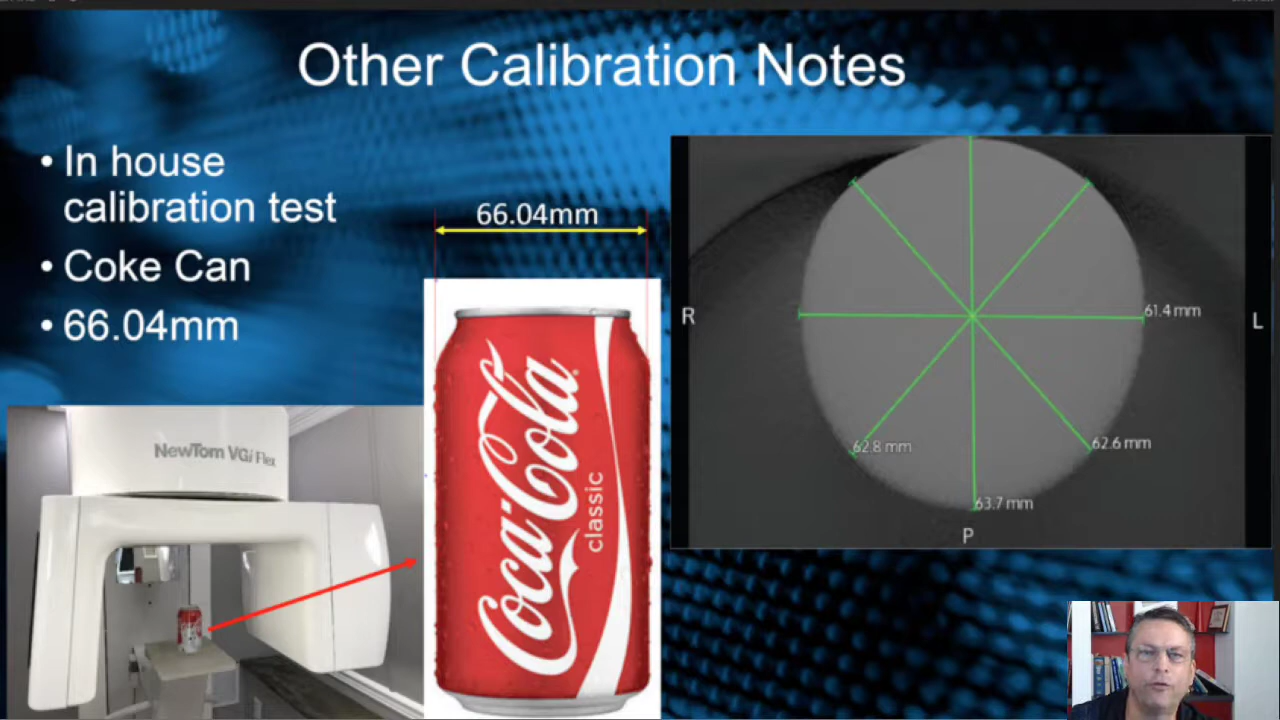 Other Calibration Notes
• In house
calibration test
• Coke Can
• 66.04mm
66.04mm
NewTom VGi Flex
Coca-Cola
classic
R
L
P
61.4 mm
62.6 mm
62.8 mm
63.7 mm